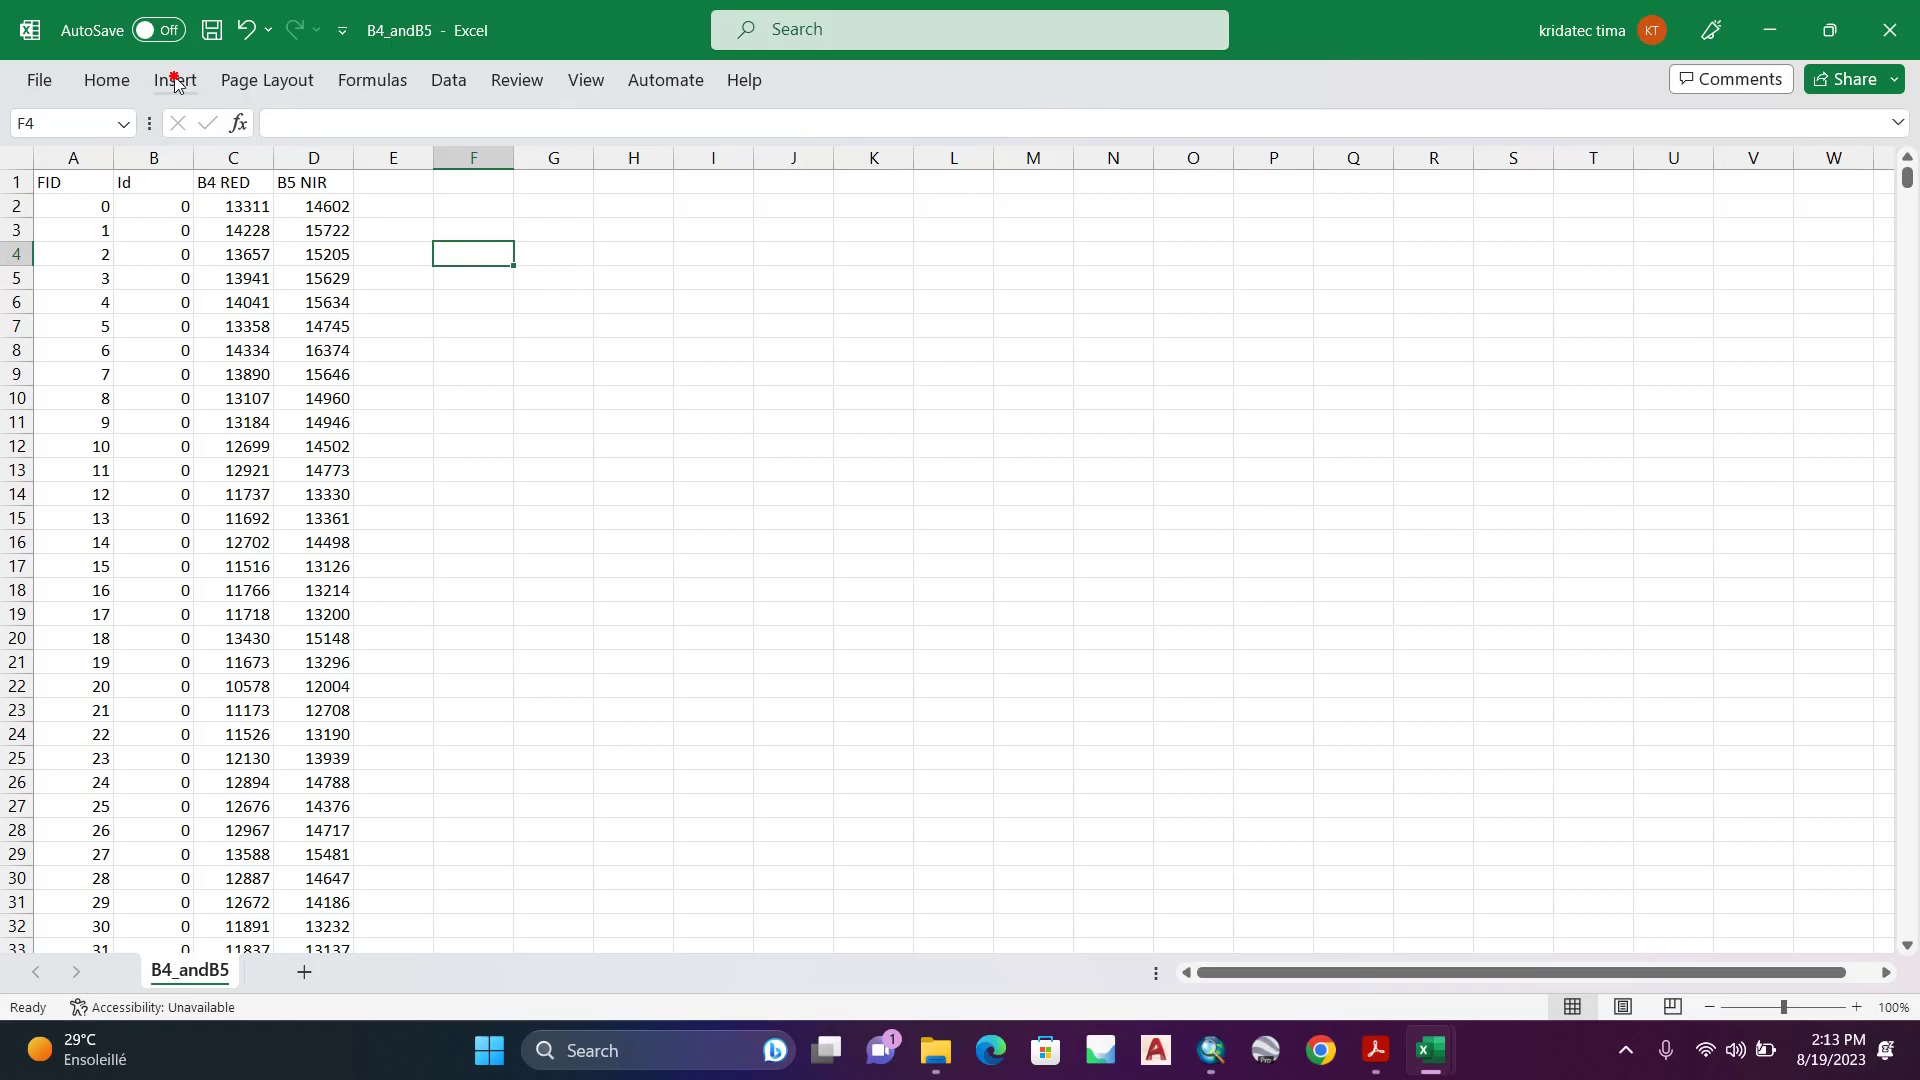 AutoSave Off B4_andB5 - Excel Search kridatec tima KT
File Home Insert Page Layout Formulas Data Review View Automate Help Comments Share
F4 fx
A B C D E F G H I J K L M N O P Q R S T U V W
1 FID Id B4 RED B5 NIR
2 0 0 13311 14602
3 1 0 14228 15722
4 2 0 13657 15205
5 3 0 13941 15629
6 4 0 14041 15634
7 5 0 13358 14745
8 6 0 14334 16374
9 7 0 13890 15646
10 8 0 13107 14960
11 9 0 13184 14946
12 10 0 12699 14502
13 11 0 12921 14773
14 12 0 11737 13330
15 13 0 11692 13361
16 14 0 12702 14498
17 15 0 11516 13126
18 16 0 11766 13214
19 17 0 11718 13200
20 18 0 13430 15148
21 19 0 11673 13296
22 20 0 10578 12004
23 21 0 11173 12708
24 22 0 11526 13190
25 23 0 12130 13939
26 24 0 12894 14788
27 25 0 12676 14376
28 26 0 12967 14717
29 27 0 13588 15481
30 28 0 12887 14647
31 29 0 12672 14186
32 30 0 11891 13232
33 31 0 11837 13137
B4_andB5
Ready Accessibility: Unavailable 100%
29°C
Ensoleillé
Search
1
2:13 PM
8/19/2023